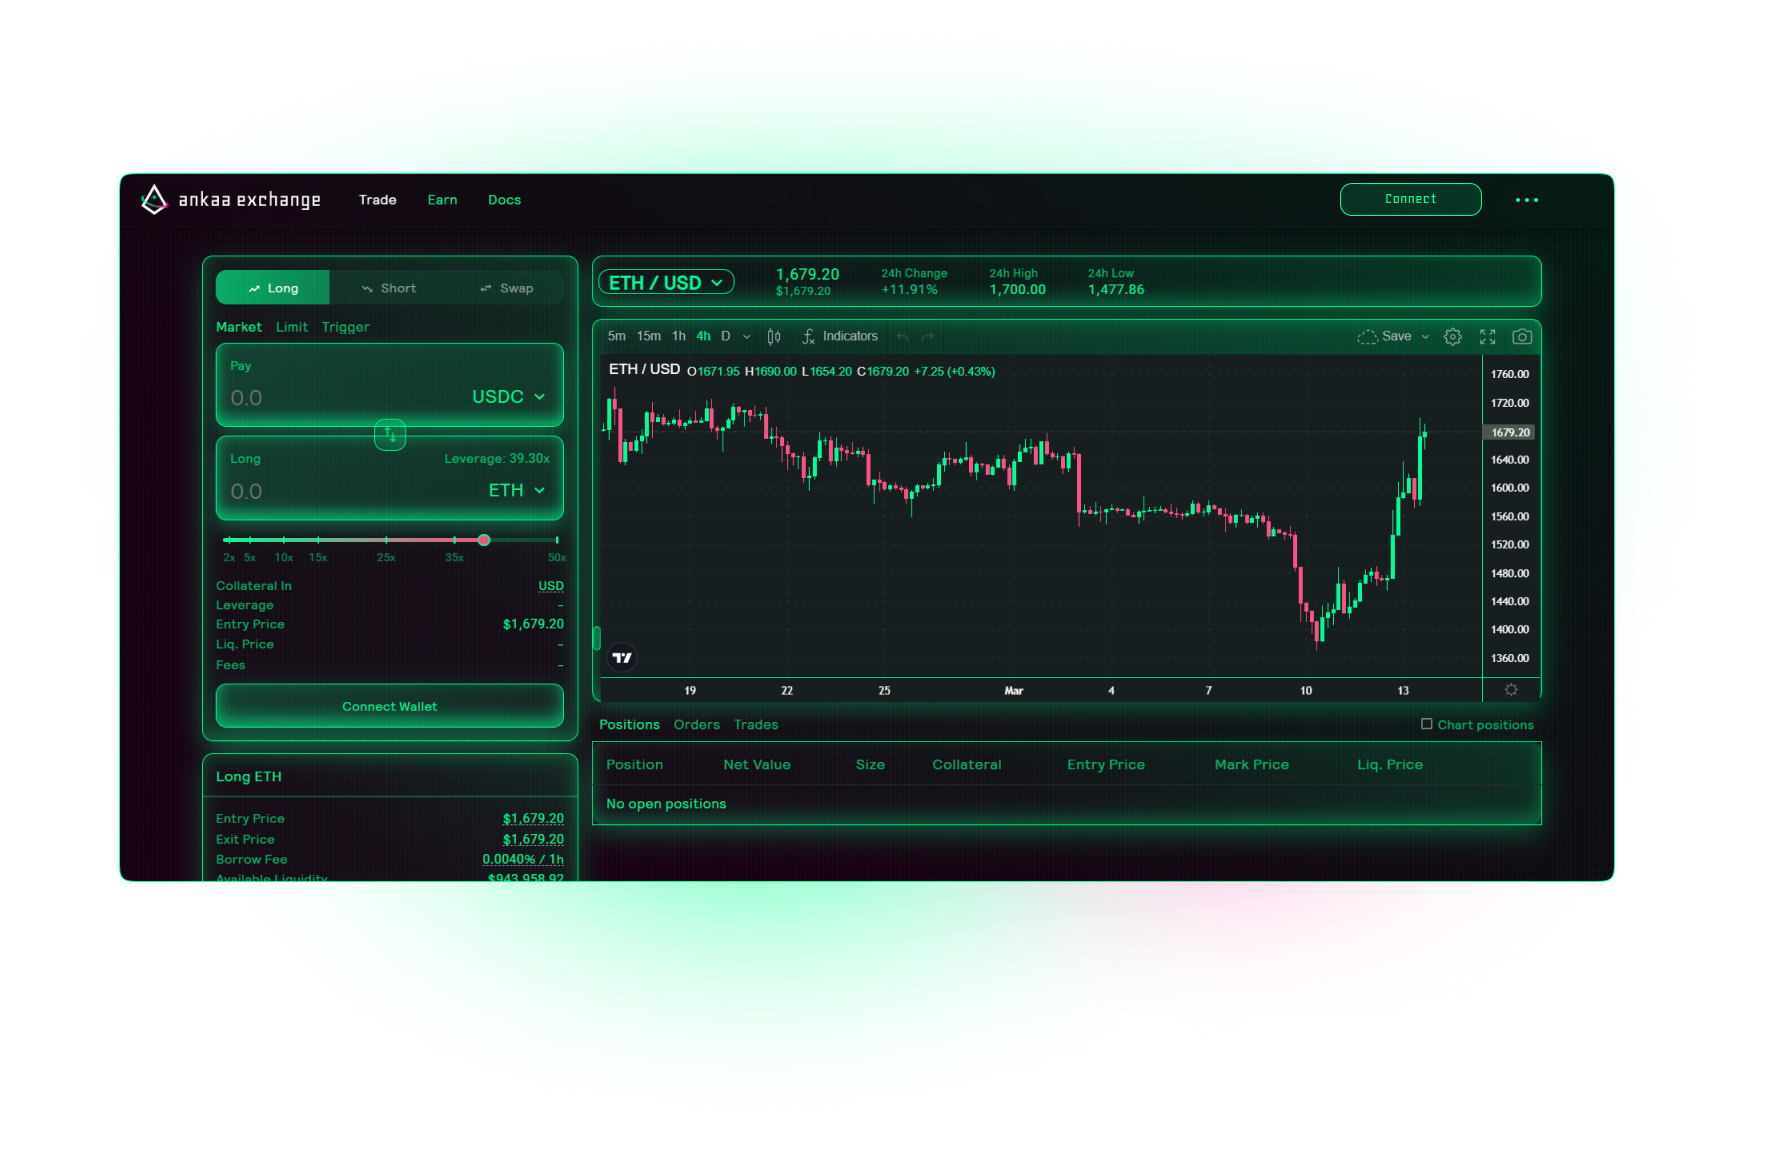 ankaa exchange Trade Earn Docs Connect
Long Short Swap
Market Limit Trigger
Pay
0.0 USDC
Long Leverage: 39.30x
0.0 ETH
2x 5x 10x 15x 25x 35x 50x
Collateral In USD
Leverage -
Entry Price $1,679.20
Liq. Price -
Fees -
Connect Wallet
Long ETH
Entry Price $1,679.20
Exit Price $1,679.20
Borrow Fee 0.0040% / 1h
Available Liquidity $943,958.92
ETH / USD
1,679.20
$1,679.20
24h Change
+11.91%
24h High
1,700.00
24h Low
1,477.86
5m 15m 1h 4h D Indicators Save
ETH / USD O1671.95 H1690.00 L1654.20 C1679.20 +7.25 (+0.43%)
1760.00
1720.00
1679.20
1640.00
1600.00
1560.00
1520.00
1480.00
1440.00
1400.00
1360.00
19 22 25 Mar 4 7 10 13
Positions Orders Trades Chart positions
Position Net Value Size Collateral Entry Price Mark Price Liq. Price
No open positions